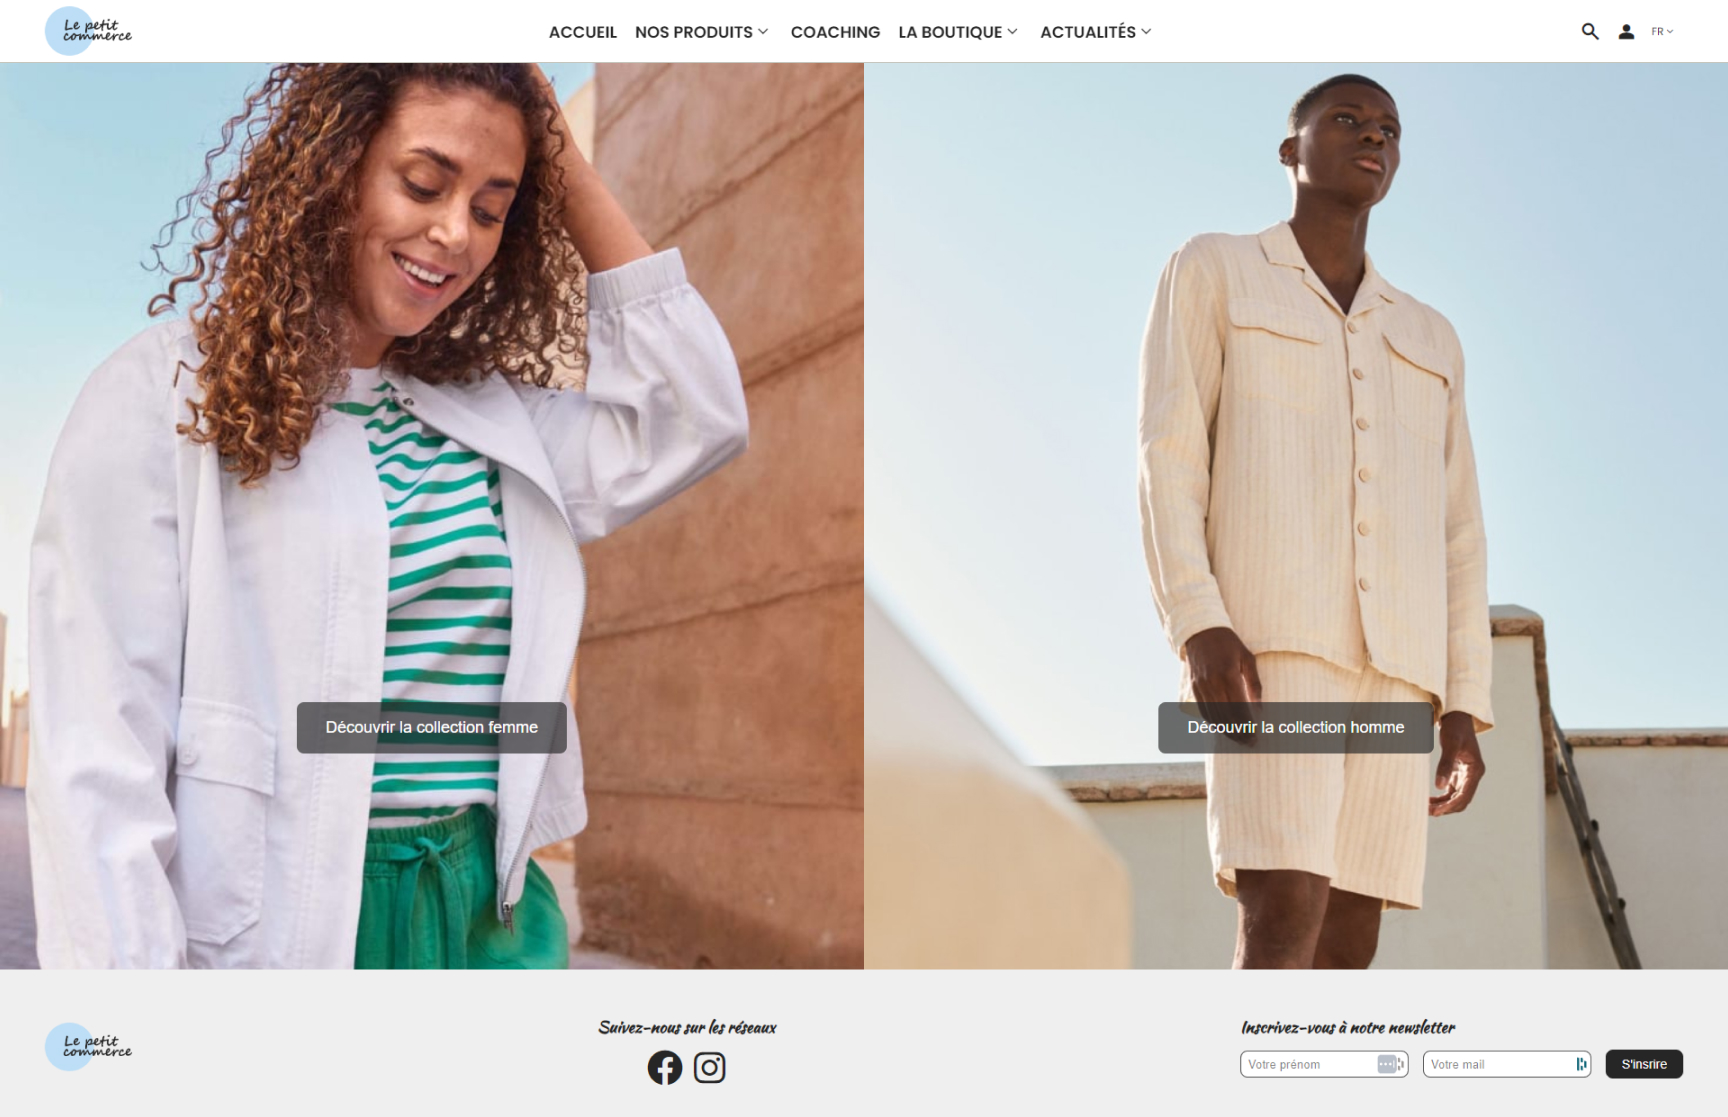 Le petit
commerce
ACCUEIL NOS PRODUITS COACHING LA BOUTIQUE ACTUALITÉS
FR
Découvrir la collection femme
Découvrir la collection homme
Le petit
commerce
Suivez-nous sur les réseaux
Inscrivez-vous à notre newsletter
Votre prénom
Votre mail
S'insrire